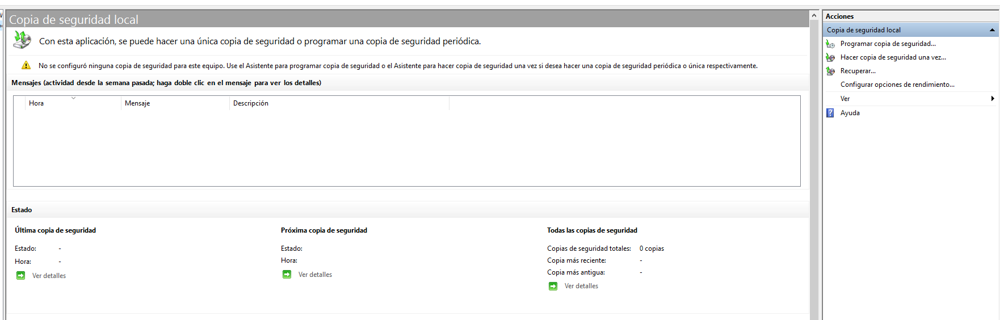 Copia de seguridad local
Con esta aplicación, se puede hacer una única copia de seguridad o programar una copia de seguridad periódica.
No se configuró ninguna copia de seguridad para este equipo. Use el Asistente para programar copia de seguridad o el Asistente para hacer copia de seguridad una vez si desea hacer una copia de seguridad periódica o única respectivamente.
Mensajes (actividad desde la semana pasada; haga doble clic en el mensaje para ver los detalles)
Hora Mensaje Descripción
Estado
Última copia de seguridad
Estado: -
Hora: -
Ver detalles
Próxima copia de seguridad
Estado:
Hora:
Ver detalles
Todas las copias de seguridad
Copias de seguridad totales: 0 copias
Copia más reciente: -
Copia más antigua: -
Ver detalles
Acciones
Copia de seguridad local
Programar copia de seguridad...
Hacer copia de seguridad una vez...
Recuperar...
Configurar opciones de rendimiento...
Ver
Ayuda